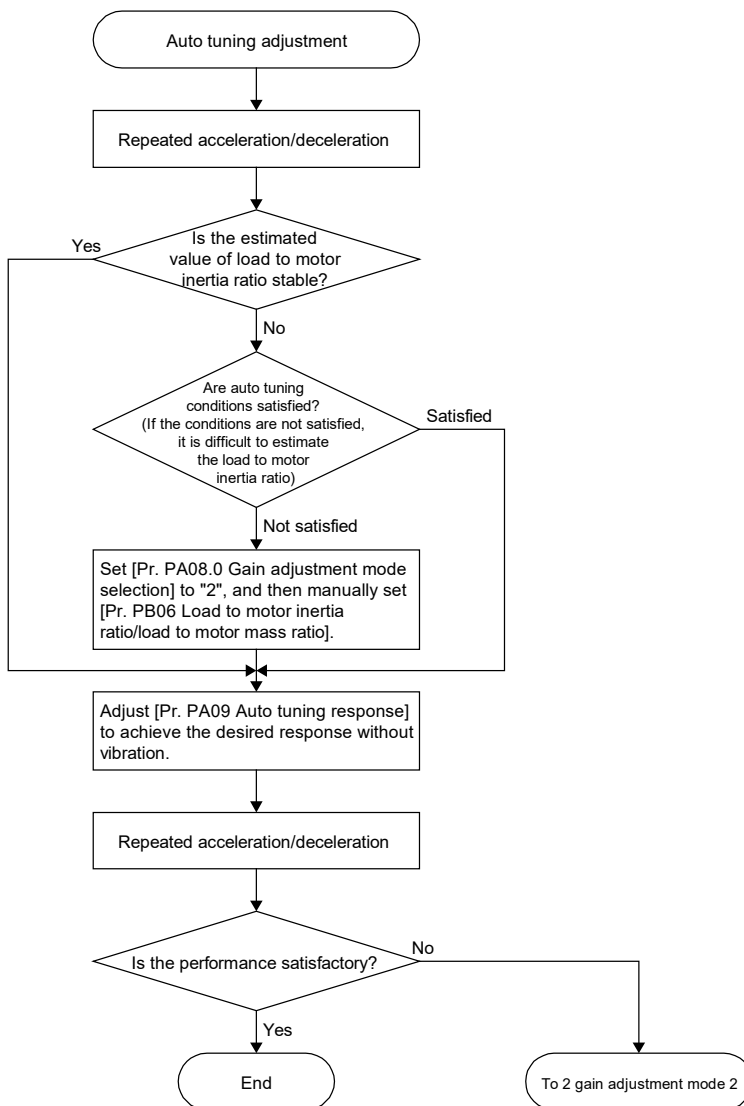 Auto tuning adjustment
Repeated acceleration/deceleration
Yes
Is the estimated
value of load to motor
inertia ratio stable?
No
Are auto tuning
conditions satisfied?
(If the conditions are not satisfied,
it is difficult to estimate
the load to motor
inertia ratio)
Satisfied
Not satisfied
Set [Pr. PA08.0 Gain adjustment mode
selection] to "2", and then manually set
[Pr. PB06 Load to motor inertia
ratio/load to motor mass ratio].
Adjust [Pr. PA09 Auto tuning response]
to achieve the desired response without
vibration.
Repeated acceleration/deceleration
Is the performance satisfactory?
No
Yes
End
To 2 gain adjustment mode 2